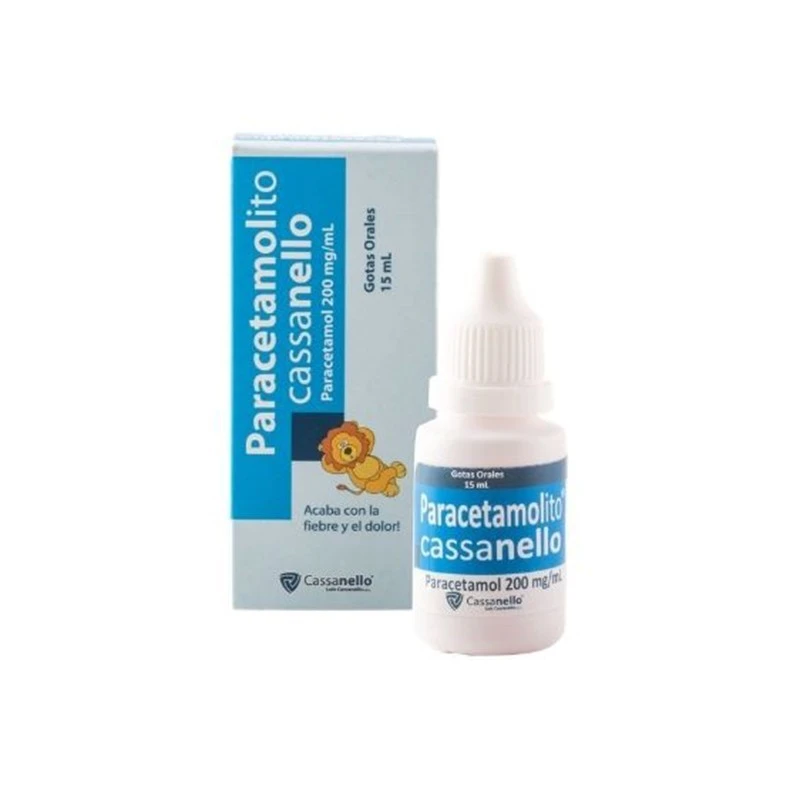 Paracetamolito
cassanello
Paracetamol 200 mg/mL
Gotas Orales
15 mL
Acaba con la
fiebre y el dolor!
Cassanello
Gotas Orales
15 mL
Paracetamolito
cassanello
Paracetamol 200 mg/mL
Cassanello